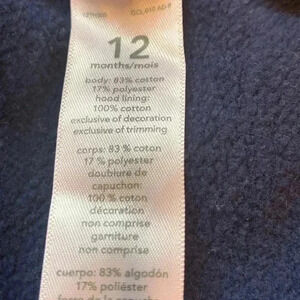 12
months/mois
body: 83% cotton
17% polyester
hood lining:
100% cotton
exclusive of decoration
exclusive of trimming
corps: 83 % coton
17 % polyester
doublure de
capuchon:
100 % coton
décoration
non comprise
garniture
non comprise
cuerpo: 83% algodón
17% poliéster